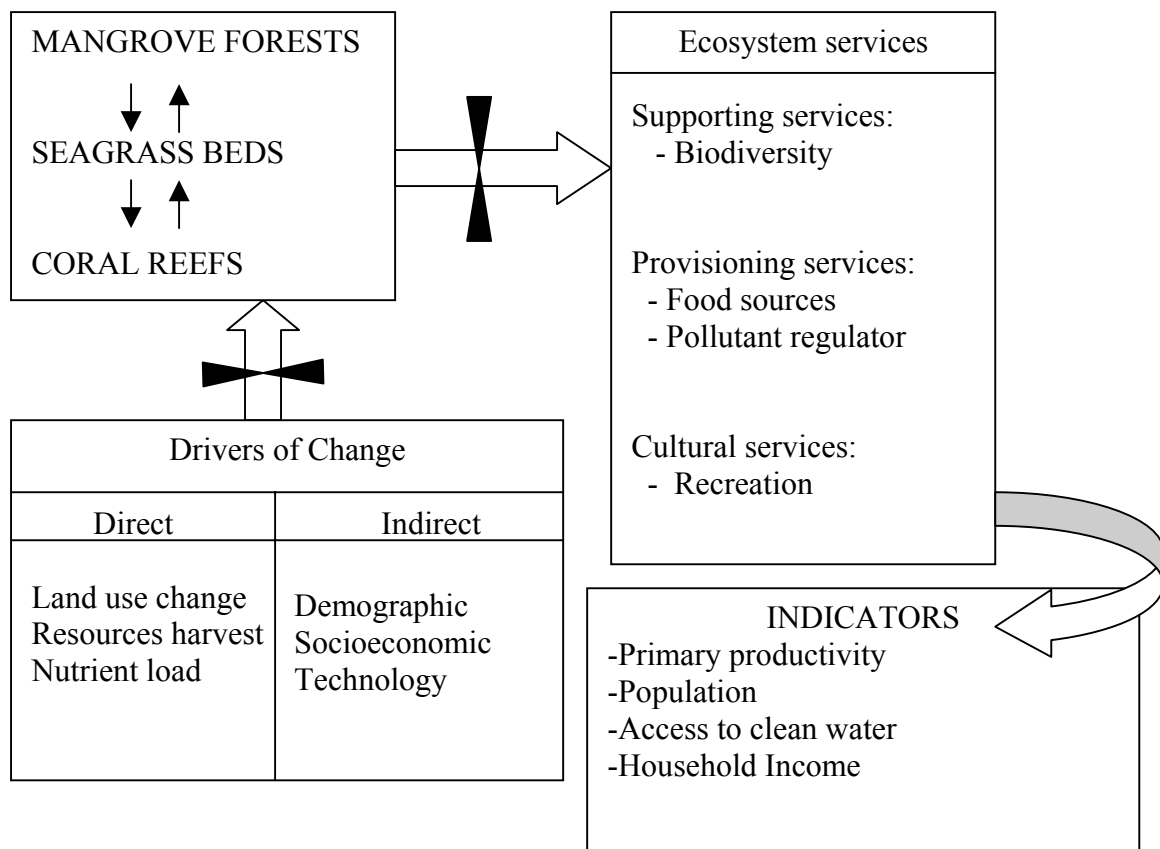 MANGROVE FORESTS
SEAGRASS BEDS
CORAL REEFS
Ecosystem services
Supporting services:
- Biodiversity
Provisioning services:
- Food sources
- Pollutant regulator
Cultural services:
- Recreation
Drivers of Change
Direct
Land use change
Resources harvest
Nutrient load
Indirect
Demographic
Socioeconomic
Technology
INDICATORS
-Primary productivity
-Population
-Access to clean water
-Household Income